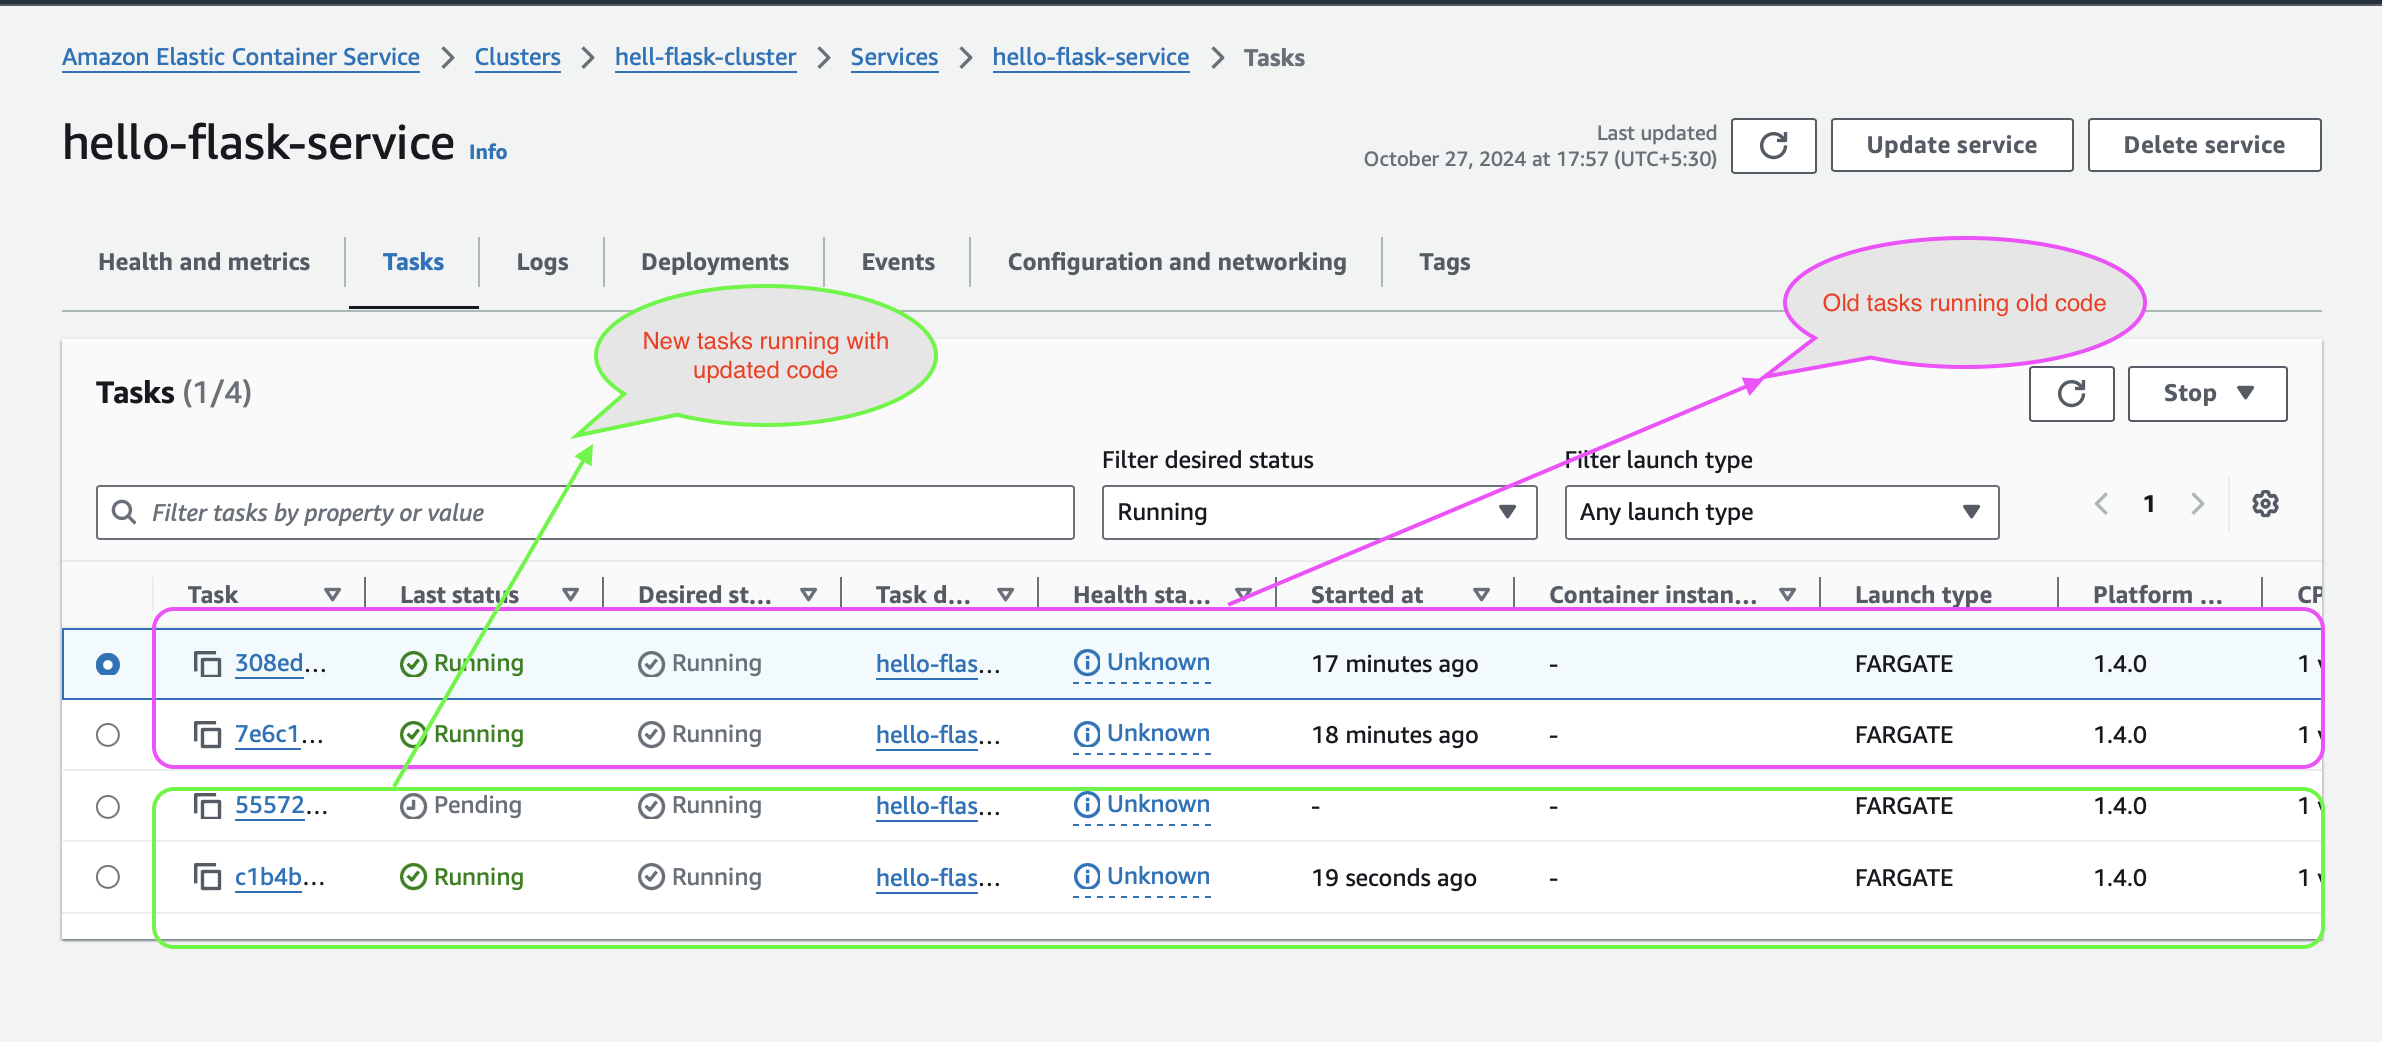 Amazon Elastic Container Service > Clusters > hell-flask-cluster > Services > hello-flask-service > Tasks
hello-flask-service Info
Last updated
October 27, 2024 at 17:57 (UTC+5:30)
Update service
Delete service
Health and metrics
Tasks
Logs
Deployments
Events
Configuration and networking
Tags
Old tasks running old code
New tasks running with
updated code
Tasks (1/4)
Stop
Filter desired status
Filter launch type
Filter tasks by property or value
Running
Any launch type
1
Task Last status Desired st... Task d... Health sta... Started at Container instan... Launch type Platform ... CP
308ed... Running Running hello-flas... Unknown 17 minutes ago - FARGATE 1.4.0 1
7e6c1... Running Running hello-flas... Unknown 18 minutes ago - FARGATE 1.4.0 1
55572... Pending Running hello-flas... Unknown - - FARGATE 1.4.0 1
c1b4b... Running Running hello-flas... Unknown 19 seconds ago - FARGATE 1.4.0 1